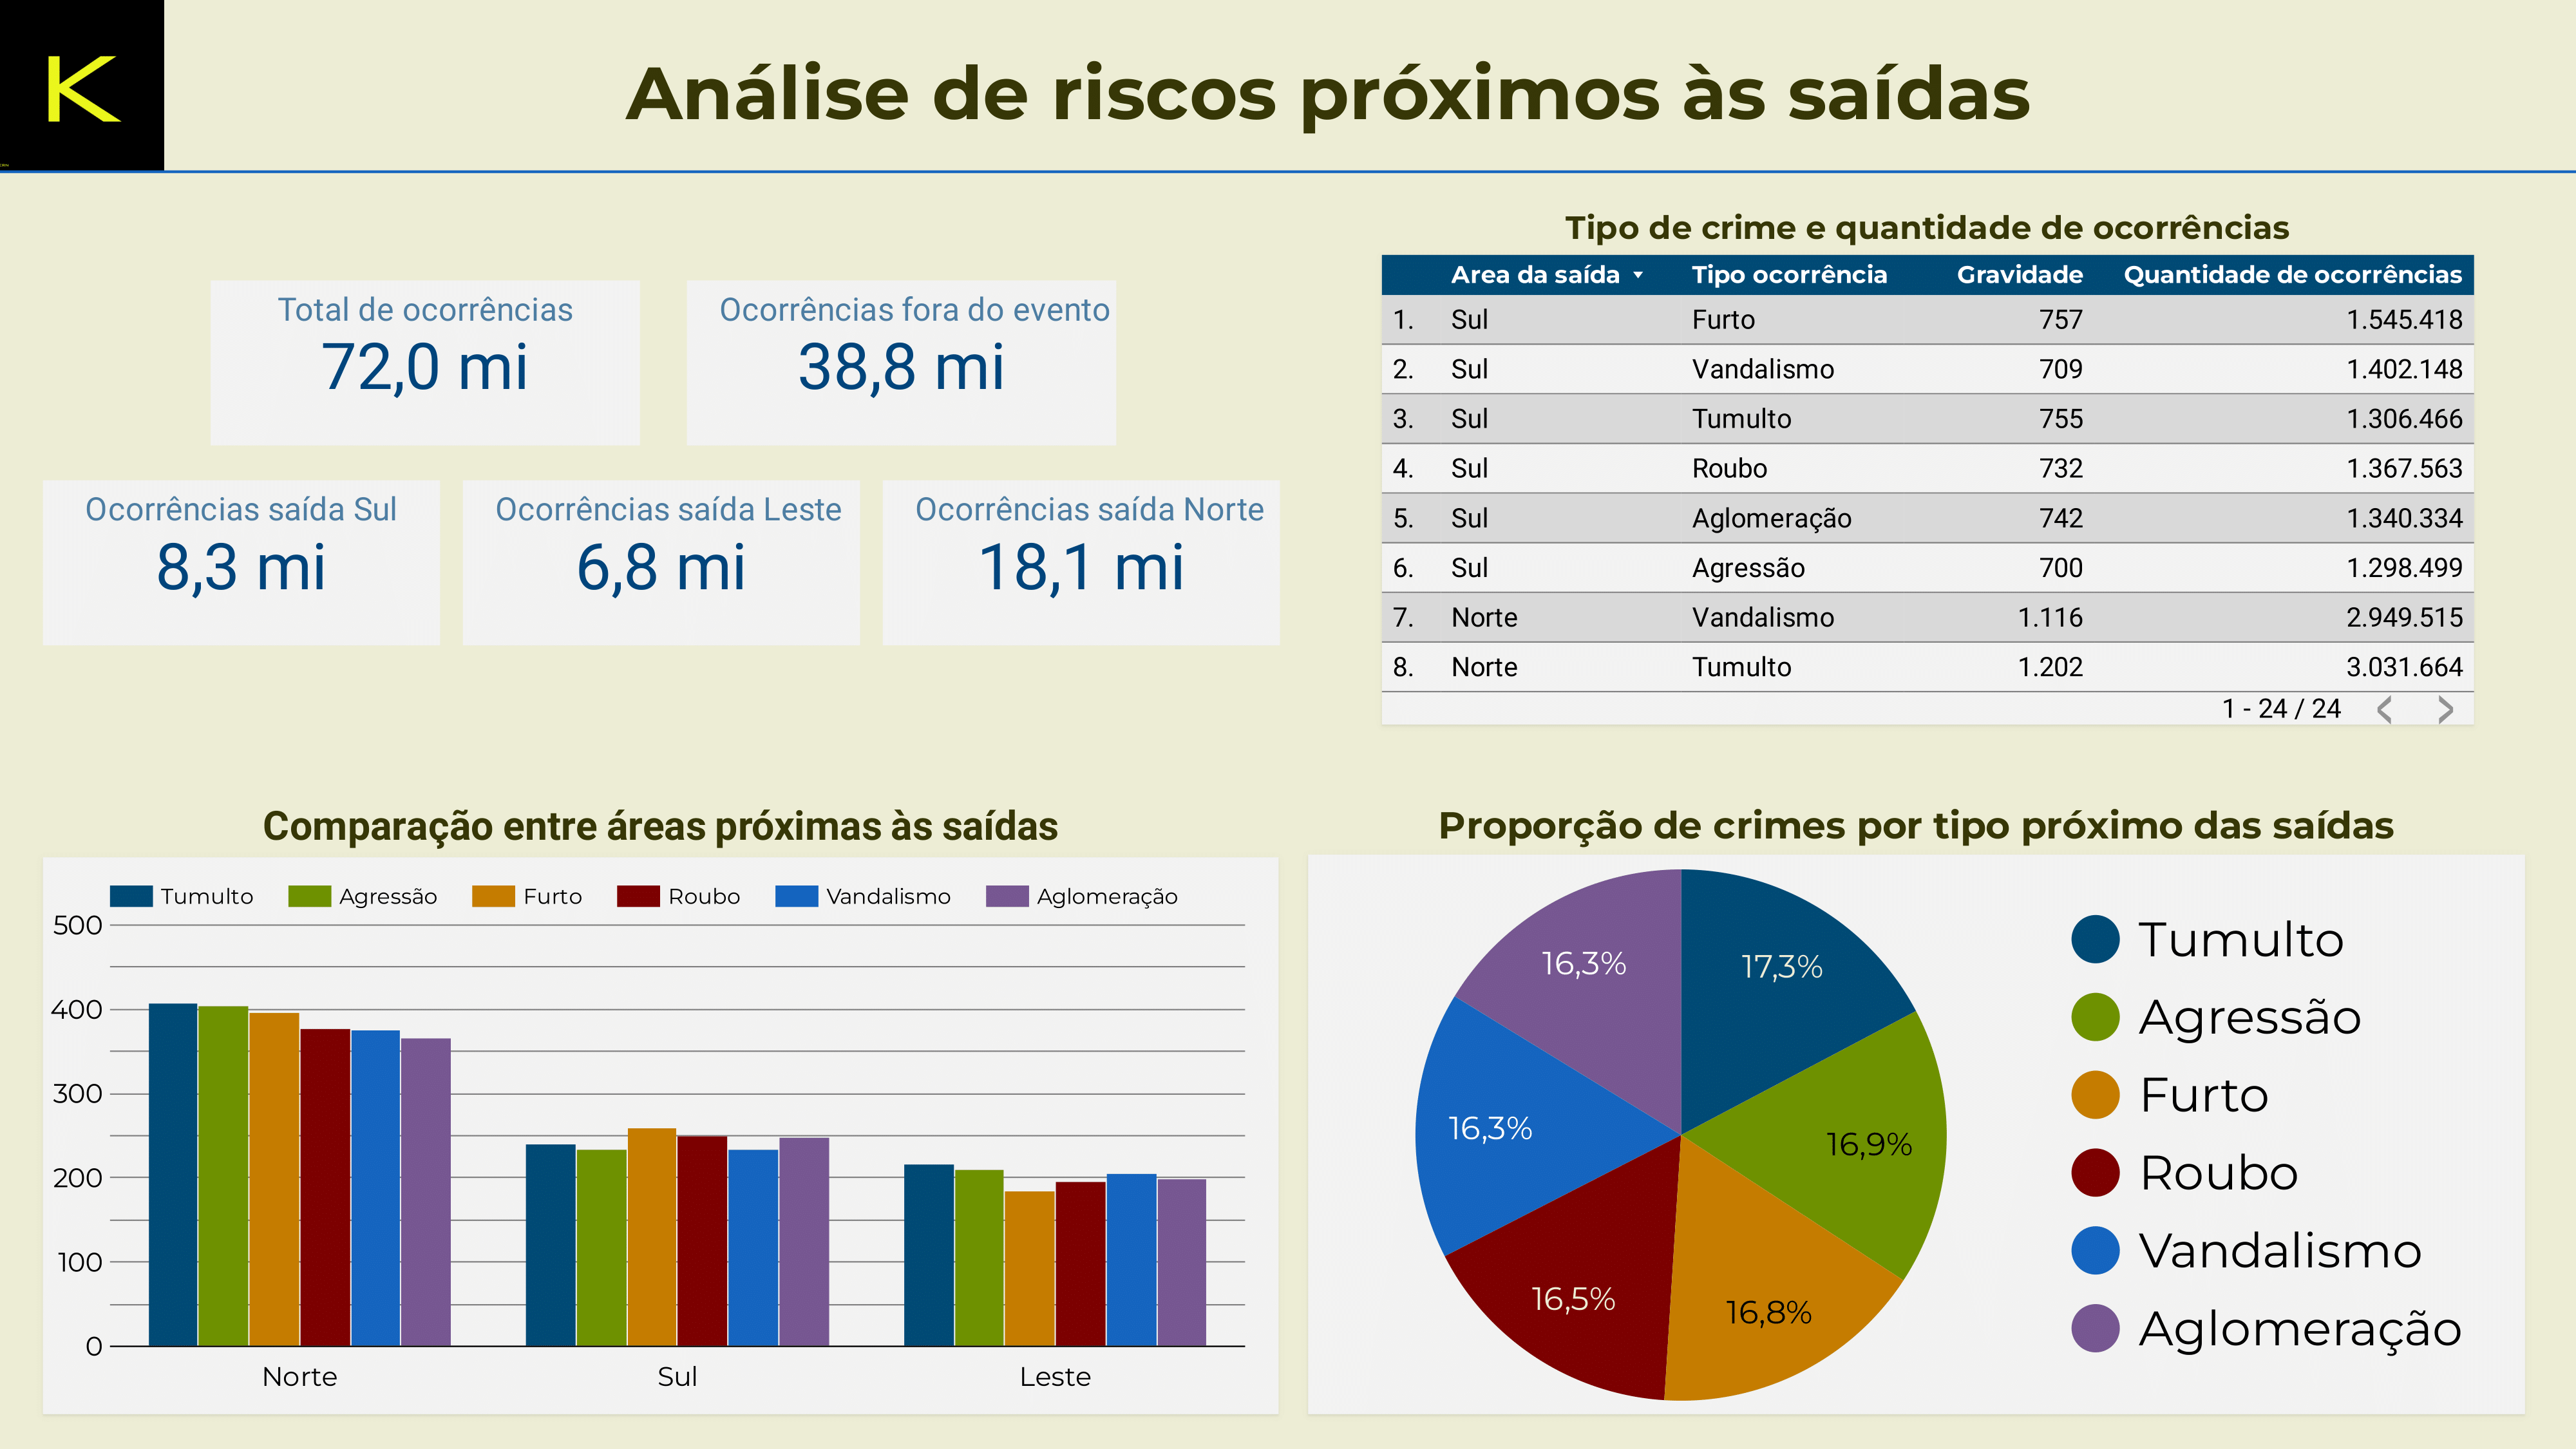 K
Análise de riscos próximos às saídas
Total de ocorrências
72,0 mi
Ocorrências fora do evento
38,8 mi
Ocorrências saída Sul
8,3 mi
Ocorrências saída Leste
6,8 mi
Ocorrências saída Norte
18,1 mi
Tipo de crime e quantidade de ocorrências
Area da saída Tipo ocorrência Gravidade Quantidade de ocorrências
1. Sul Furto 757 1.545.418
2. Sul Vandalismo 709 1.402.148
3. Sul Tumulto 755 1.306.466
4. Sul Roubo 732 1.367.563
5. Sul Aglomeração 742 1.340.334
6. Sul Agressão 700 1.298.499
7. Norte Vandalismo 1.116 2.949.515
8. Norte Tumulto 1.202 3.031.664
1 - 24 / 24
Comparação entre áreas próximas às saídas
Tumulto Agressão Furto Roubo Vandalismo Aglomeração
500
400
300
200
100
0
Norte Sul Leste
Proporção de crimes por tipo próximo das saídas
17,3%
16,9%
16,8%
16,5%
16,3%
16,3%
Tumulto
Agressão
Furto
Roubo
Vandalismo
Aglomeração